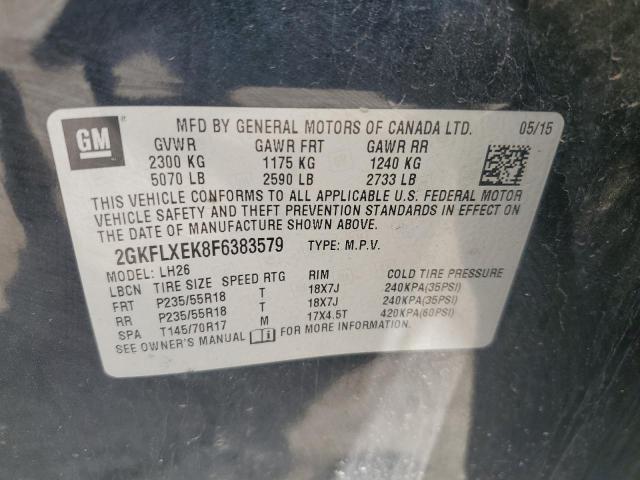 GM
MFD BY GENERAL MOTORS OF CANADA LTD. 05/15
GVWR GAWR FRT GAWR RR
2300 KG 1175 KG 1240 KG
5070 LB 2590 LB 2733 LB
THIS VEHICLE CONFORMS TO ALL APPLICABLE U.S. FEDERAL MOTOR
VEHICLE SAFETY AND THEFT PREVENTION STANDARDS IN EFFECT ON
THE DATE OF MANUFACTURE SHOWN ABOVE.
2GKFLXEK8F6383579 TYPE: M.P.V.
MODEL: LH26
LBCN TIRE SIZE SPEED RTG RIM COLD TIRE PRESSURE
FRT P235/55R18 T 18X7J 240KPA(35PSI)
RR P235/55R18 T 18X7J 240KPA(35PSI)
SPA T145/70R17 M 17X4.5T 420KPA(60PSI)
SEE OWNER'S MANUAL FOR MORE INFORMATION.